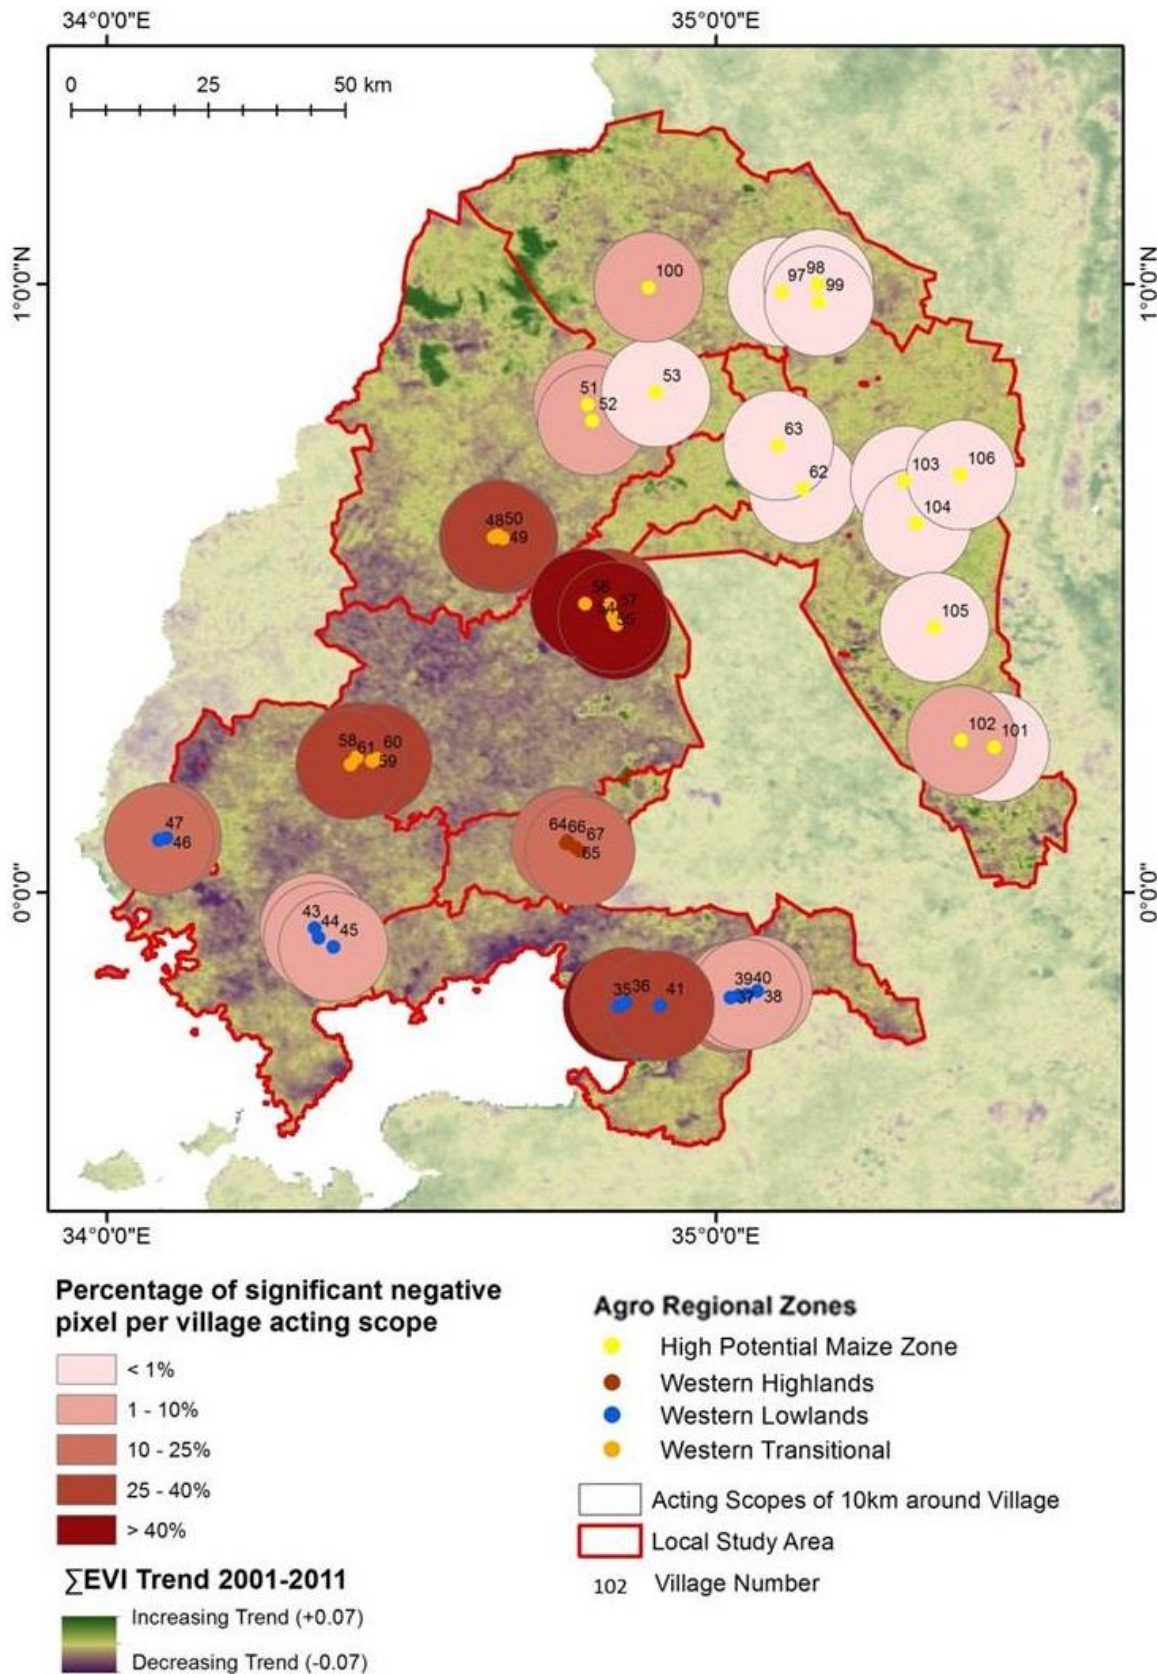 34°0'0"E 35°0'0"E
0 25 50 km
1°0'0"N 1°0'0"N
100
97 98
99
53
51
52
63
62
103 106
104
48 50
49
56 57
54
55
105
102 101
58 61 60
59
47
46
64 66 67
65
43
44
45
35 36 41
39 40
37 38
0°0'0" 0°0'0"
34°0'0"E 35°0'0"E
Percentage of significant negative
pixel per village acting scope
< 1%
1 - 10%
10 - 25%
25 - 40%
> 40%
∑EVI Trend 2001-2011
Increasing Trend (+0.07)
Decreasing Trend (-0.07)
Agro Regional Zones
High Potential Maize Zone
Western Highlands
Western Lowlands
Western Transitional
Acting Scopes of 10km around Village
Local Study Area
102 Village Number